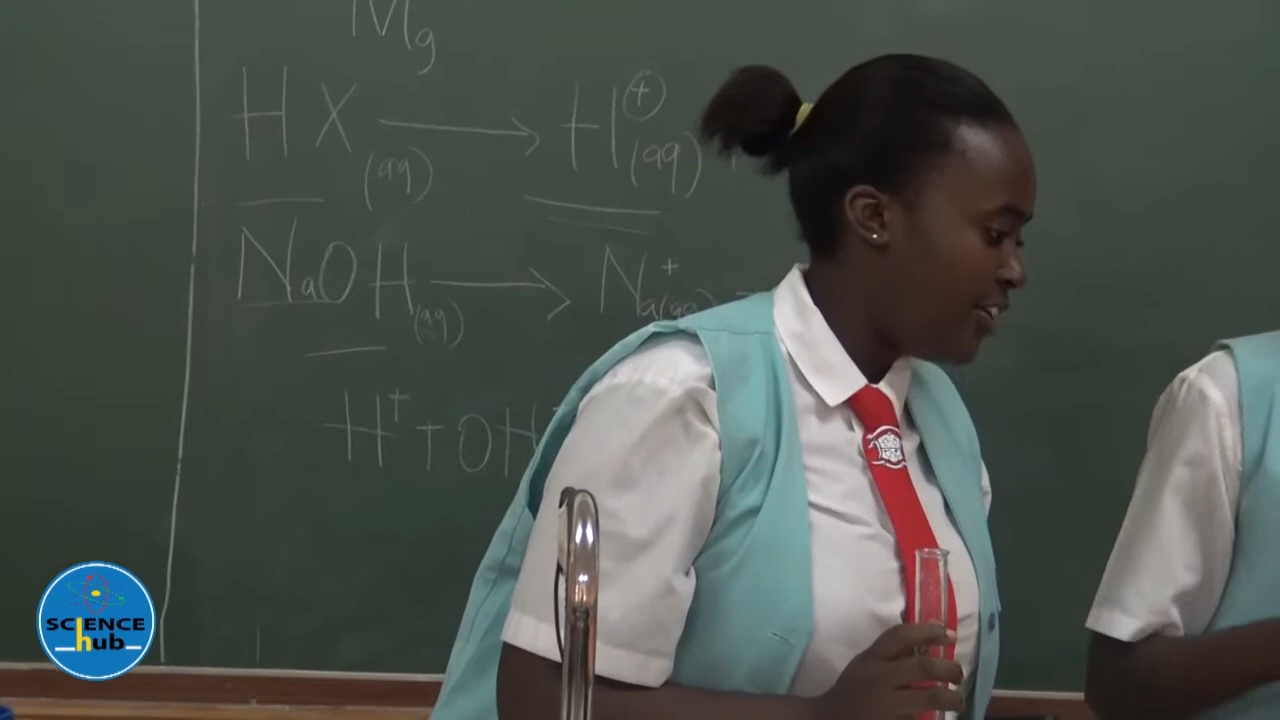 Mg
HX(aq) → H⊕(aq) +
NaOH(aq) → Na+(aq)
H+ + OH
SCIENCE
hub